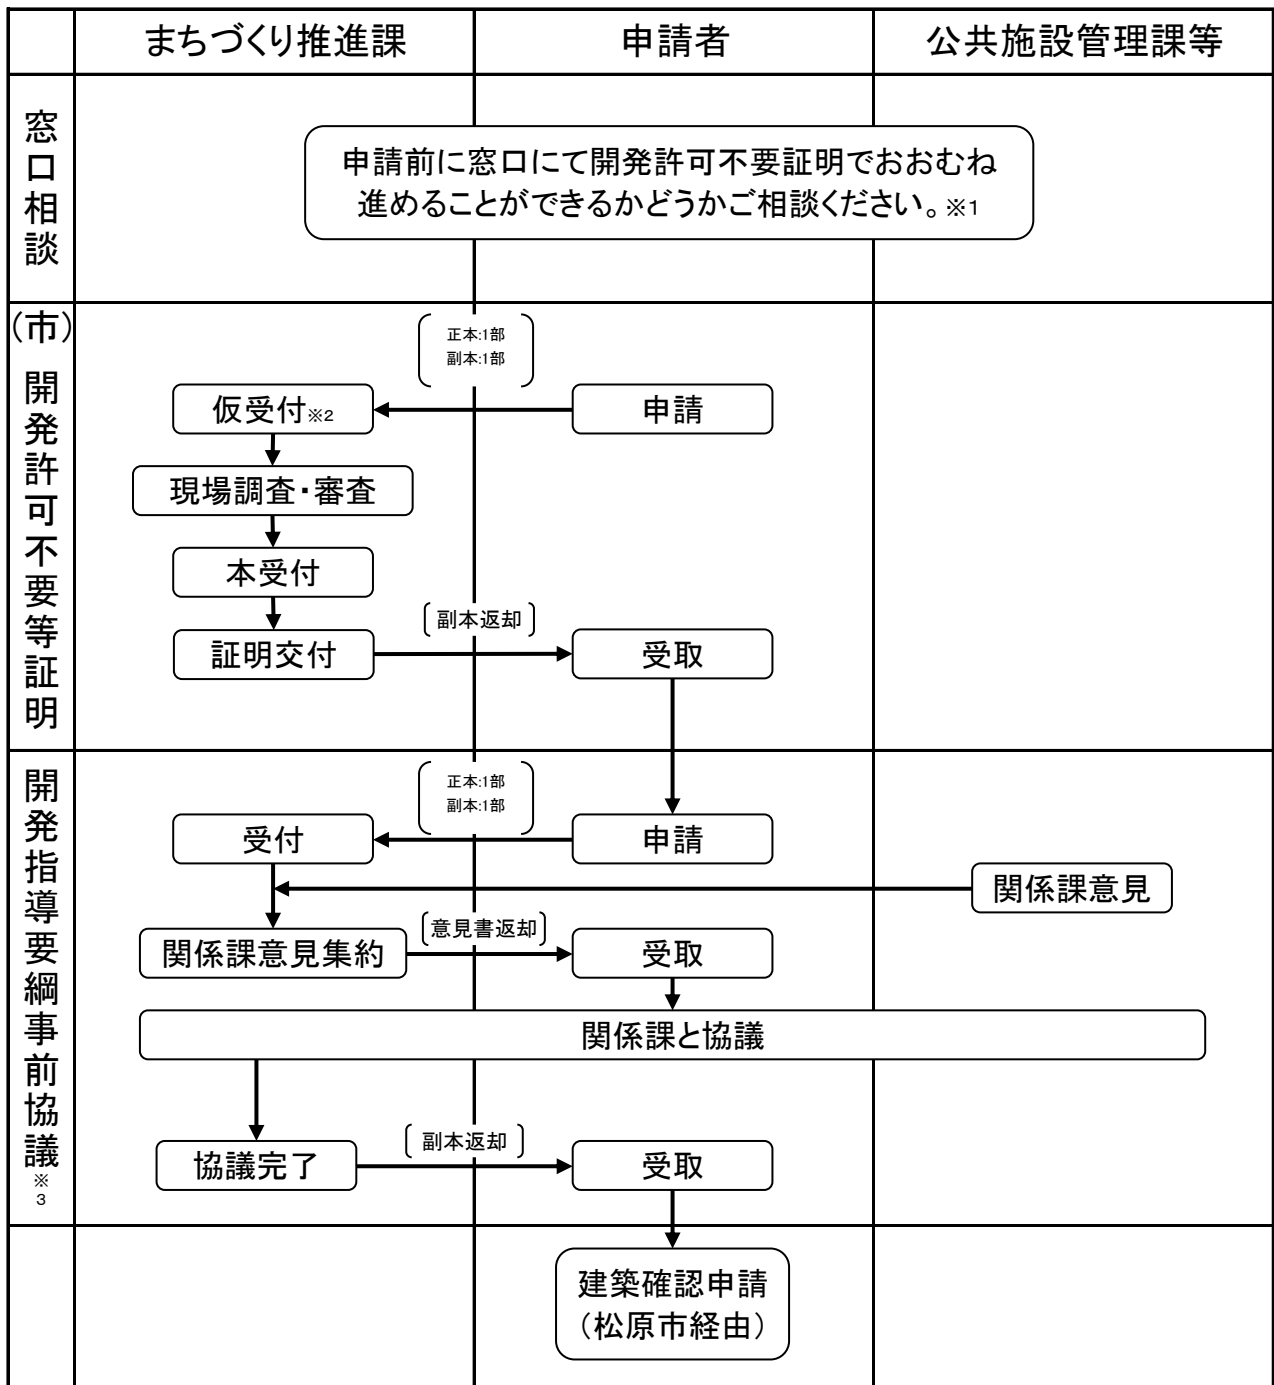 まちづくり推進課
申請者
公共施設管理課等
窓口相談
申請前に窓口にて開発許可不要証明でおおむね
進めることができるかどうかご相談ください。※1
(市)開発許可不要等証明
正本:1部
副本:1部
仮受付※2
申請
現場調査・審査
本受付
副本返却
証明交付
受取
開発指導要綱事前協議※3
正本:1部
副本:1部
受付
申請
関係課意見
意見書返却
関係課意見集約
受取
関係課と協議
副本返却
協議完了
受取
建築確認申請
(松原市経由)